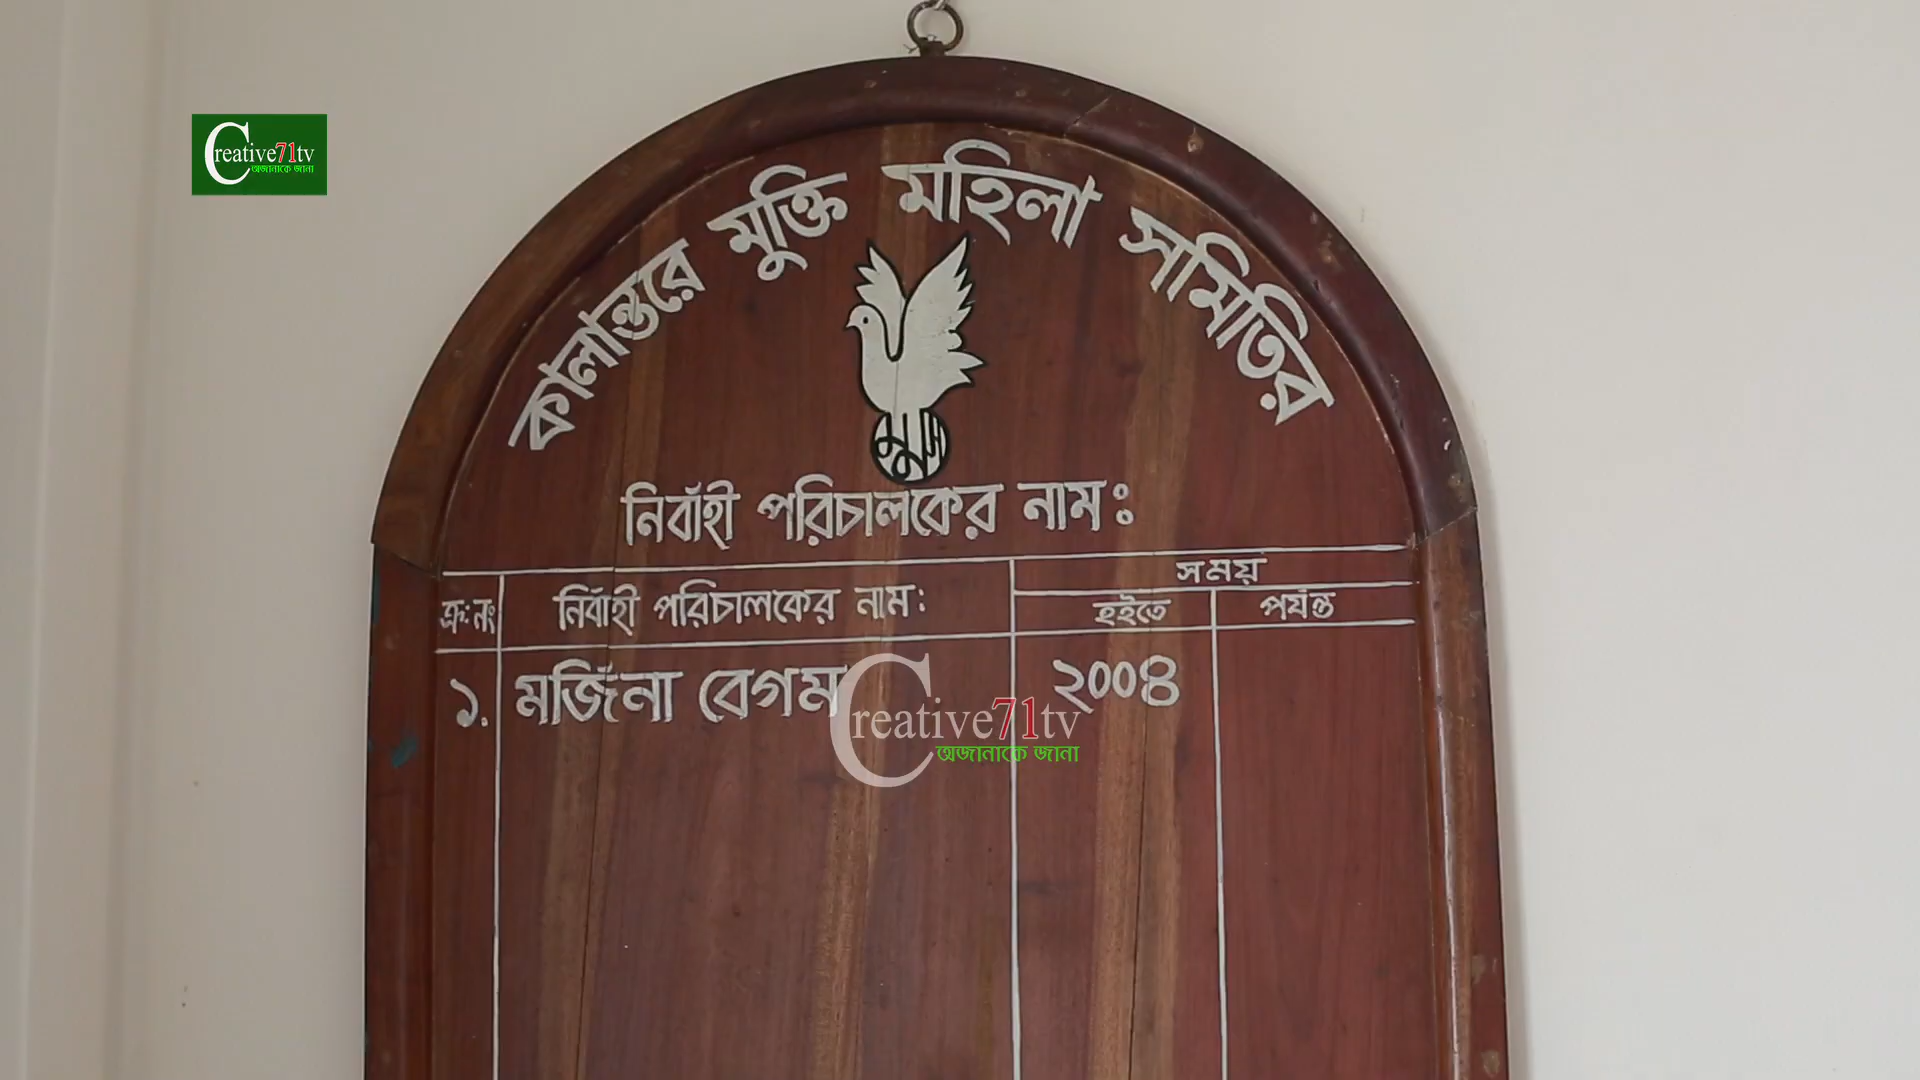 Creative71tv
অজানাকে জানা
কালান্তরে মুক্তি মহিলা সমিতির
মুমস
নির্বাহী পরিচালকের নাম ঃ
সময়
ক্র: নং নির্বাহী পরিচালকের নাম: হইতে পর্যন্ত
১. মর্জিনা বেগম ২০০৪
Creative71tv
অজানাকে জানা